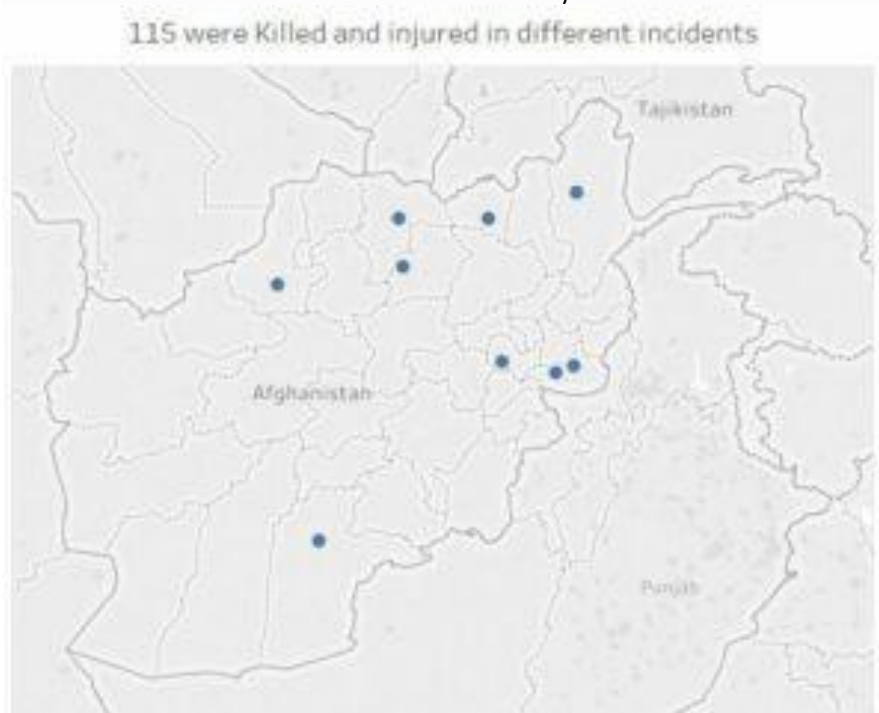 115 were Killed and injured in different incidents
Tajikistan
Afghanistan
Punjab